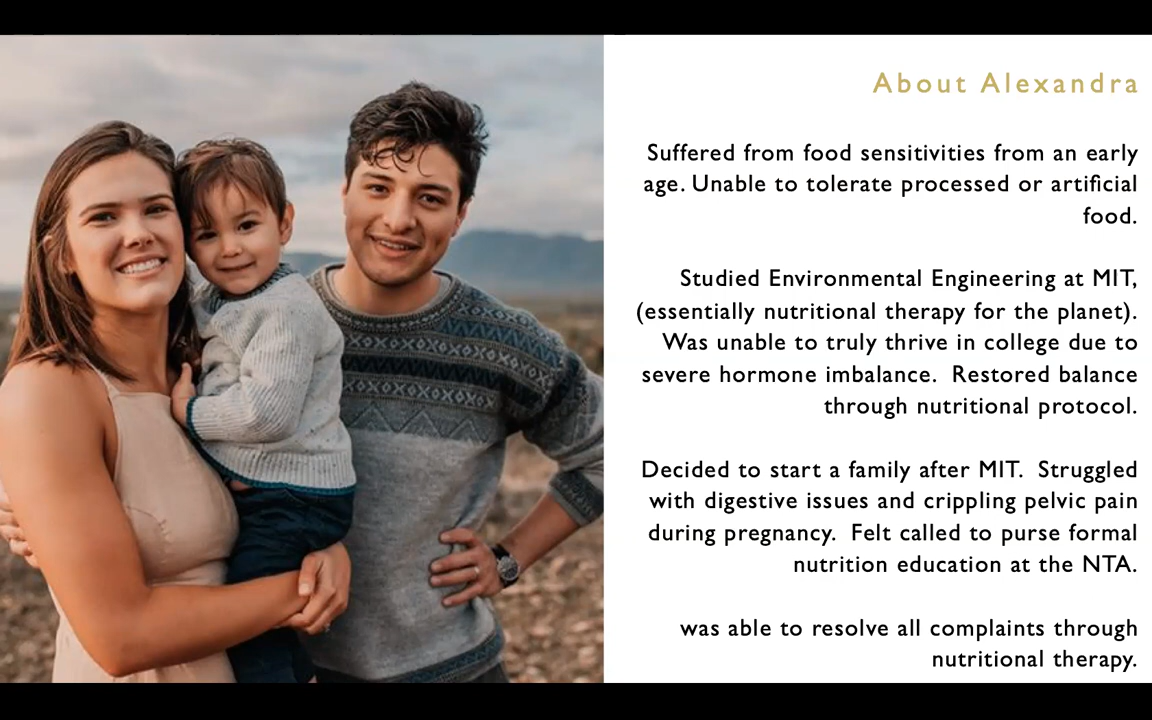 About Alexandra
Suffered from food sensitivities from an early
age. Unable to tolerate processed or artificial
food.
Studied Environmental Engineering at MIT,
(essentially nutritional therapy for the planet).
Was unable to truly thrive in college due to
severe hormone imbalance.  Restored balance
through nutritional protocol.
Decided to start a family after MIT.  Struggled
with digestive issues and crippling pelvic pain
during pregnancy.  Felt called to purse formal
nutrition education at the NTA.
was able to resolve all complaints through
nutritional therapy.